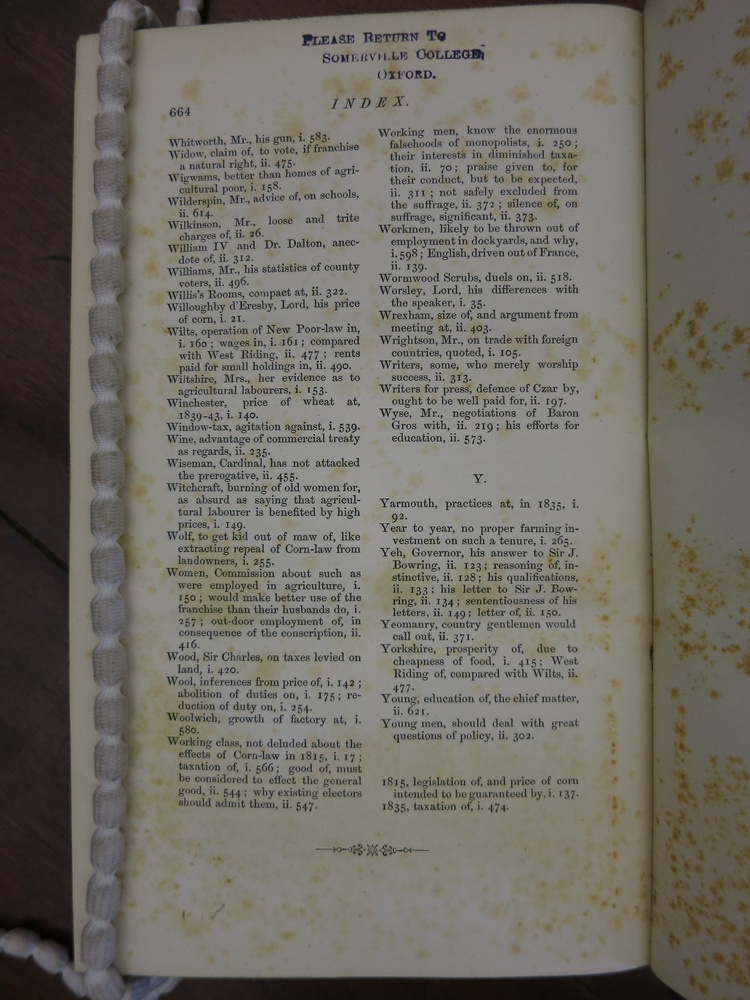 PLEASE RETURN TO
SOMERVILLE COLLEGE,
OXFORD.
664
INDEX.
Whitworth, Mr., his gun, i. 583.
Widow, claim of, to vote, if franchise
a natural right, ii. 475.
Wigwams, better than homes of agri-
cultural poor, i. 158.
Wilderspin, Mr., advice of, on schools,
ii. 614.
Wilkinson, Mr., loose and trite
charges of, ii. 26.
William IV and Dr. Dalton, anec-
dote of, ii. 312.
Williams, Mr., his statistics of county
voters, ii. 496.
Willis's Rooms, compact at, ii. 322.
Willoughby d'Eresby, Lord, his price
of corn, i. 21.
Wilts, operation of New Poor-law in,
i. 160; wages in, i. 161; compared
with West Riding, ii. 477; rents
paid for small holdings in, ii. 490.
Wiltshire, Mrs., her evidence as to
agricultural labourers, i. 153.
Winchester, price of wheat at,
1839-43, i. 140.
Window-tax, agitation against, i. 539.
Wine, advantage of commercial treaty
as regards, ii. 235.
Wiseman, Cardinal, has not attacked
the prerogative, ii. 455.
Witchcraft, burning of old women for,
as absurd as saying that agricul-
tural labourer is benefited by high
prices, i. 149.
Wolf, to get kid out of maw of, like
extracting repeal of Corn-law from
landowners, i. 255.
Women, Commission about such as
were employed in agriculture, i.
150; would make better use of the
franchise than their husbands do, i.
257; out-door employment of, in
consequence of the conscription, ii.
416.
Wood, Sir Charles, on taxes levied on
land, i. 420.
Wool, inferences from price of, i. 142;
abolition of duties on, i. 175; re-
duction of duty on, i. 254.
Woolwich, growth of factory at, i.
580.
Working class, not deluded about the
effects of Corn-law in 1815, i. 17;
taxation of, i. 566; good of, must
be considered to effect the general
good, ii. 544; why existing electors
should admit them, ii. 547.
Working men, know the enormous
falsehoods of monopolists, i. 250;
their interests in diminished taxa-
tion, ii. 70; praise given to, for
their conduct, but to be expected,
ii. 311; not safely excluded from
the suffrage, ii. 372; silence of, on
suffrage, significant, ii. 373.
Workmen, likely to be thrown out of
employment in dockyards, and why,
i. 598; English, driven out of France,
ii. 139.
Wormwood Scrubs, duels on, ii. 518.
Worsley, Lord, his differences with
the speaker, i. 35.
Wrexham, size of, and argument from
meeting at, ii. 403.
Wrightson, Mr., on trade with foreign
countries, quoted, i. 105.
Writers, some, who merely worship
success, ii. 313.
Writers for press, defence of Czar by,
ought to be well paid for, ii. 197.
Wyse, Mr., negotiations of Baron
Gros with, ii. 219; his efforts for
education, ii. 573.
Y.
Yarmouth, practices at, in 1835, i.
92.
Year to year, no proper farming in-
vestment on such a tenure, i. 265.
Yeh, Governor, his answer to Sir J.
Bowring, ii. 123; reasoning of, in-
stinctive, ii. 128; his qualifications,
ii. 133; his letter to Sir J. Bow-
ring, ii. 134; sententiousness of his
letters, ii. 149; letter of, ii. 150.
Yeomanry, country gentlemen would
call out, ii. 371.
Yorkshire, prosperity of, due to
cheapness of food, i. 415; West
Riding of, compared with Wilts, ii.
477.
Young, education of, the chief matter,
ii. 621.
Young men, should deal with great
questions of policy, ii. 302.
1815, legislation of, and price of corn
intended to be guaranteed by, i. 137.
1835, taxation of, i. 474.